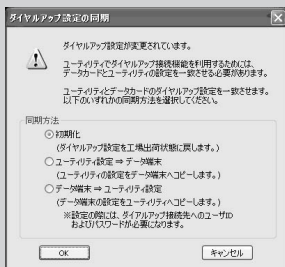 ダイヤルアップ設定の同期
ダイヤルアップ設定が変更されています。
ユーティリティでダイヤルアップ接続機能を利用するためには、
データカードとユーティリティの設定を一致させる必要があります。
ユーティリティとデータカードのダイヤルアップ設定を一致させます。
以下のいずれかの同期方法を選択してください。
同期方法
初期化
(ダイヤルアップ設定を工場出荷状態に戻します。)
ユーティリティ設定 ⇒ データ端末
(ユーティリティの設定をデータ端末へコピーします。)
データ端末 ⇒ ユーティリティ設定
(データ端末の設定をユーティリティへコピーします。)
※設定の際には、ダイアルアップ接続先へのユーザID
およびパスワードが必要になります。
OK
キャンセル